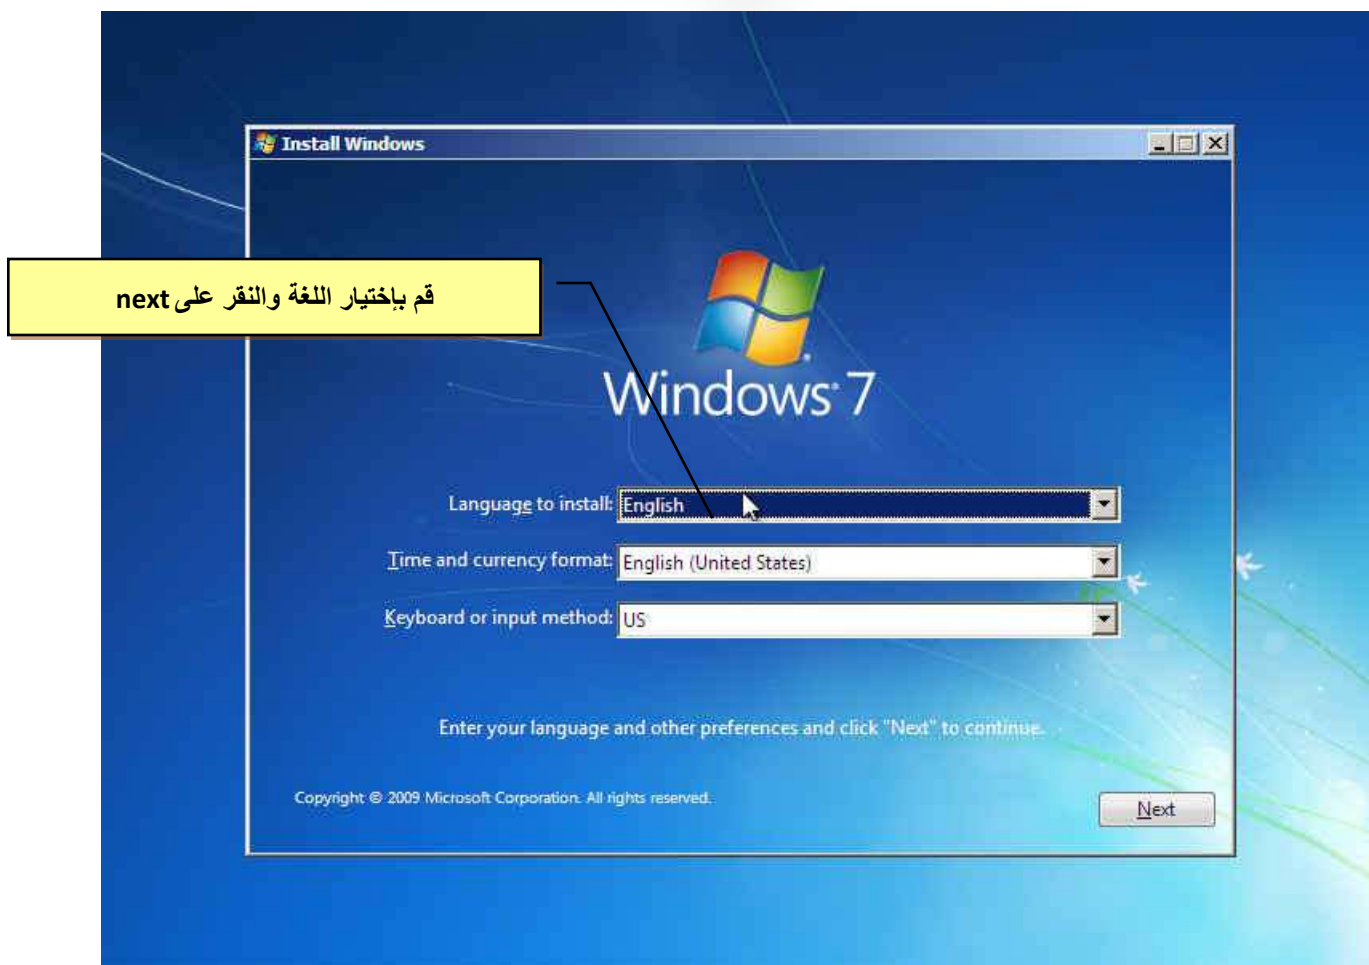 Install Windows
قم بإختيار اللغة والنقر على next
Windows 7
Language to install: English
Time and currency format: English (United States)
Keyboard or input method: US
Enter your language and other preferences and click "Next" to continue.
Copyright © 2009 Microsoft Corporation. All rights reserved.
Next